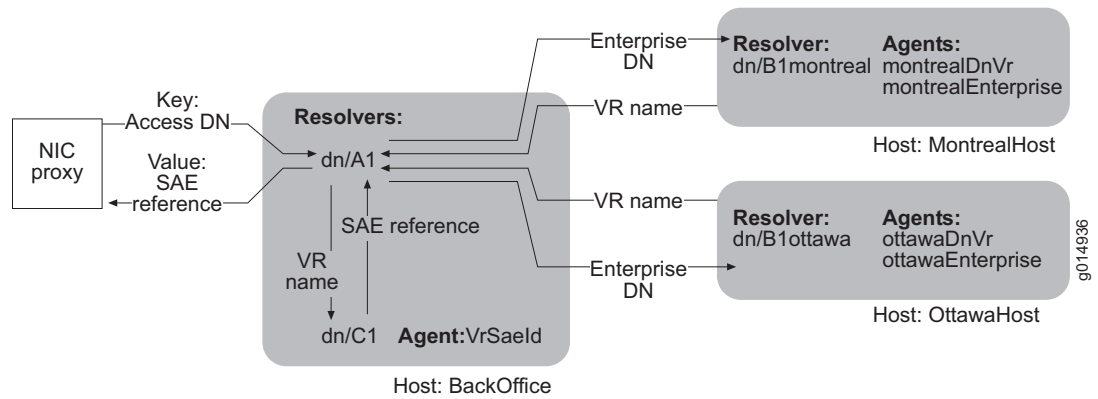 NIC
proxy
Key:
Access DN
Value:
SAE
reference
Resolvers:
dn/A1
SAE reference
VR
name
dn/C1
Agent:VrSaeId
Host: BackOffice
Enterprise
DN
VR name
VR name
Enterprise
DN
Resolver:
dn/B1montreal
Agents:
montrealDnVr
montrealEnterprise
Host: MontrealHost
Resolver:
dn/B1ottawa
Agents:
ottawaDnVr
ottawaEnterprise
Host: OttawaHost
g014936